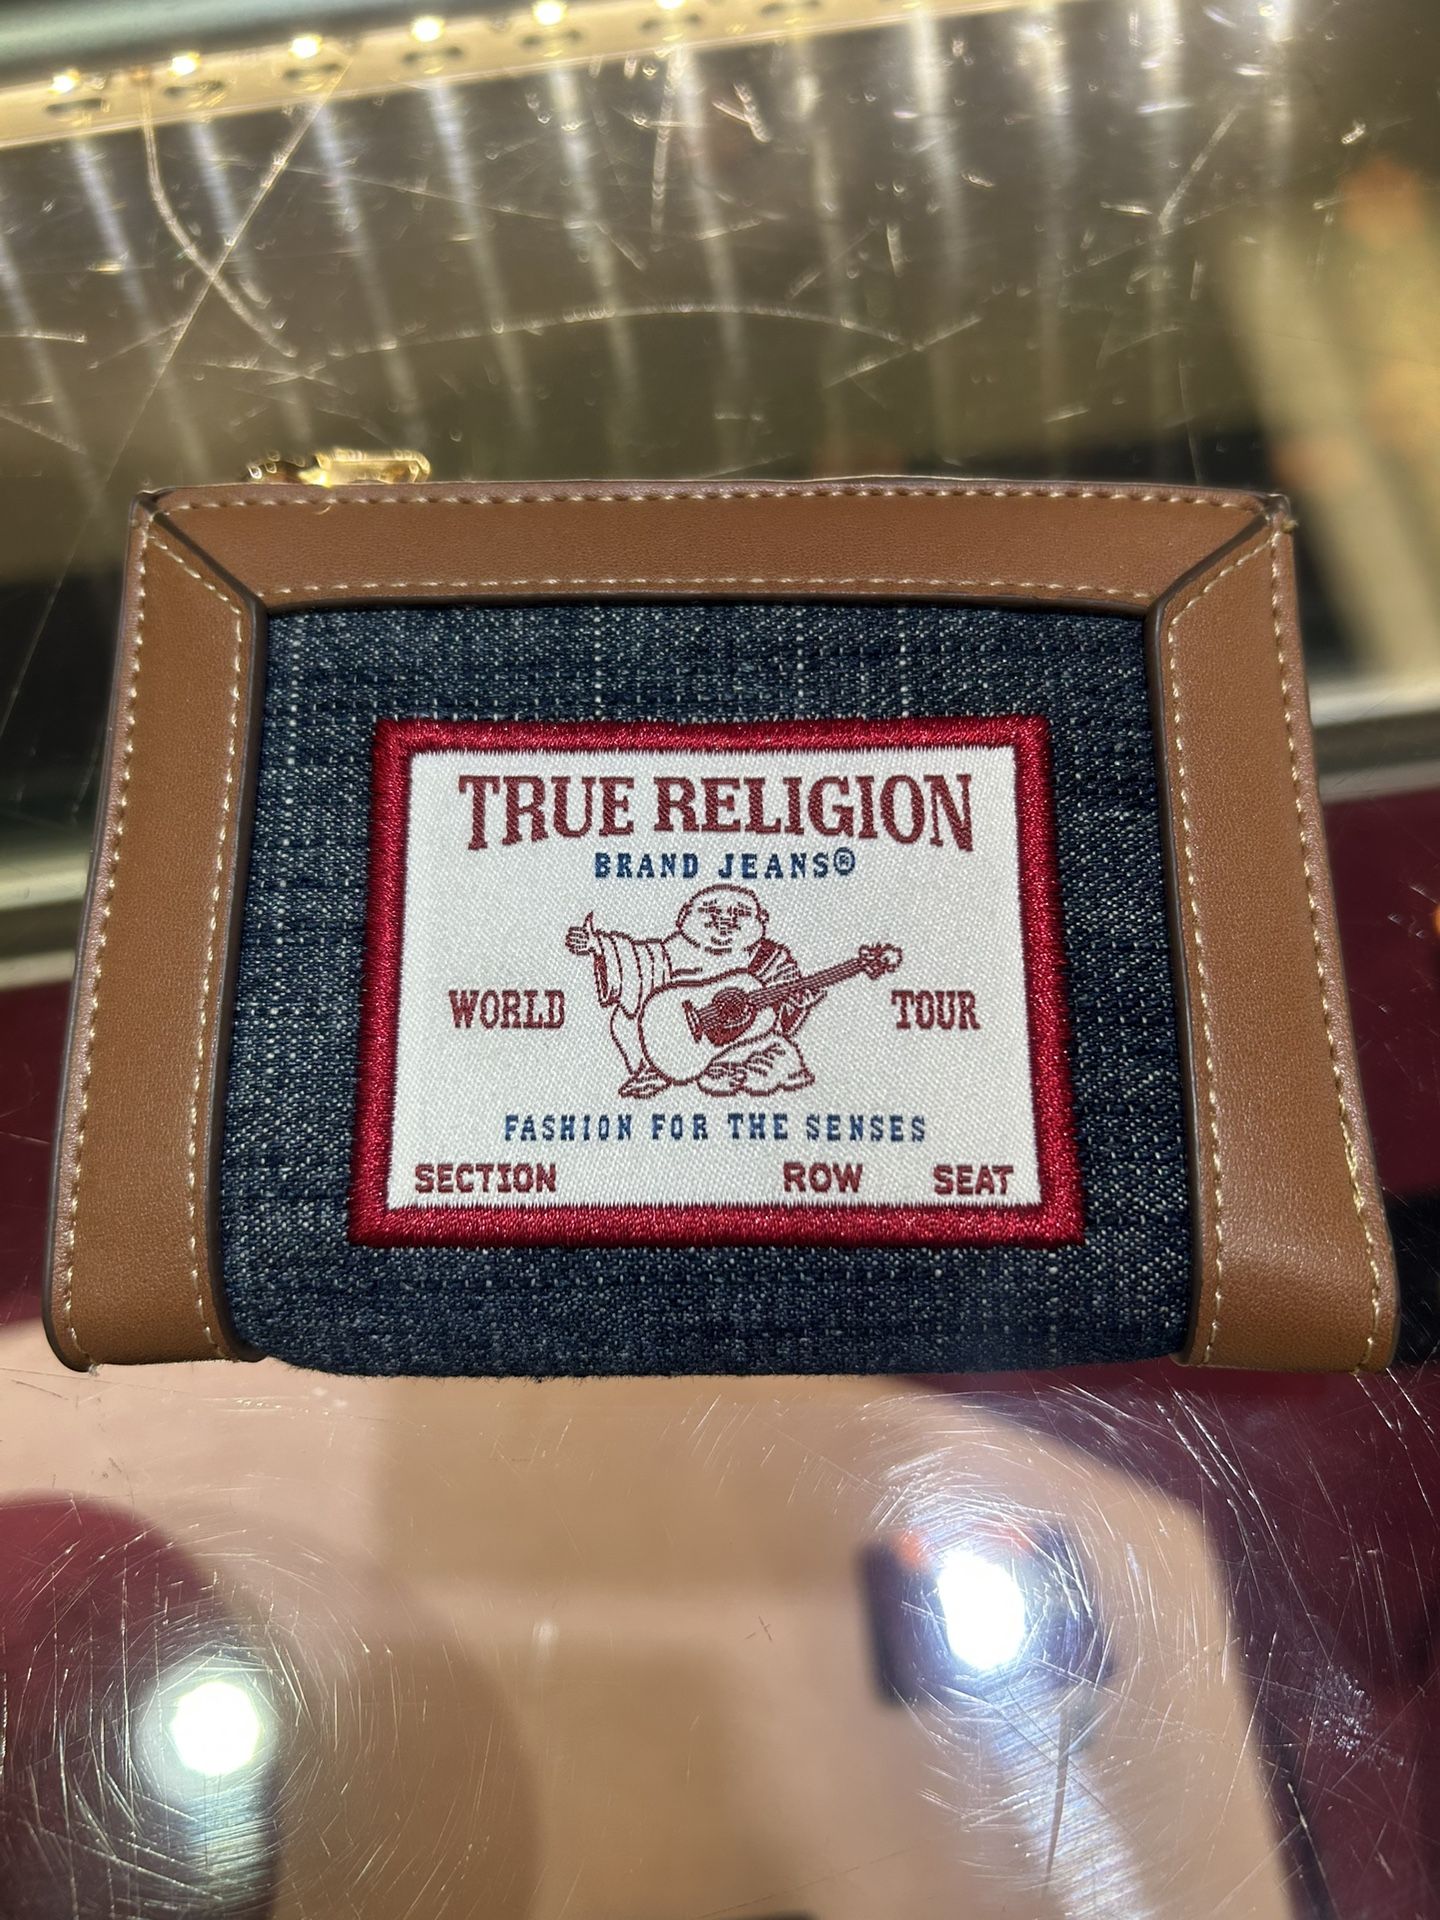 TRUE RELIGION
BRAND JEANS®
WORLD TOUR
FASHION FOR THE SENSES
SECTION ROW SEAT